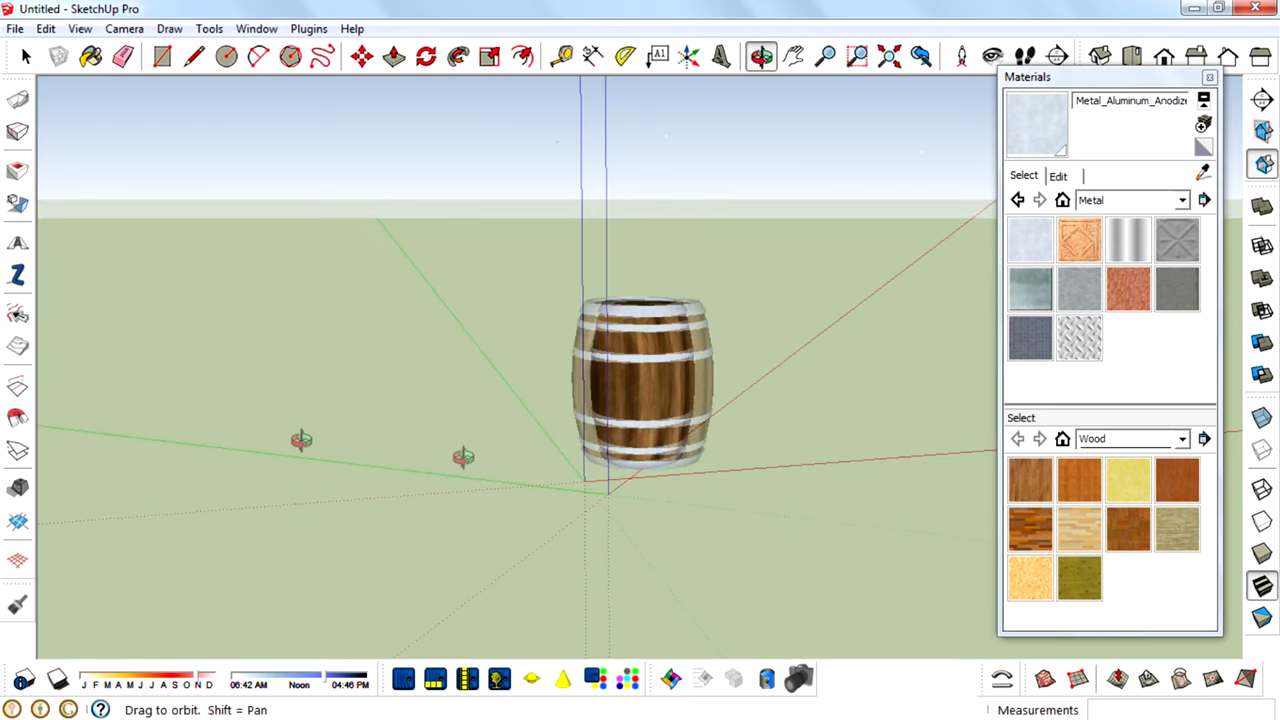 Untitled - SketchUp Pro
File Edit View Camera Draw Tools Window Plugins Help
A1
Materials
Metal_Aluminum_Anodize
Select Edit
Metal
Select
Wood
J F M A M J J A S O N D
06:42 AM Noon 04:46 PM
Drag to orbit. Shift = Pan
Measurements